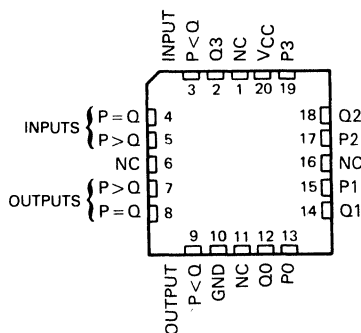 INPUT
P<Q
Q3
NC
VCC
P3
3 2 1 20 19
INPUTS
P=Q 4
P>Q 5
NC 6
OUTPUTS
P>Q 7
P=Q 8
18 Q2
17 P2
16 NC
15 P1
14 Q1
9 10 11 12 13
OUTPUT
P<Q
GND
NC
Q0
P0